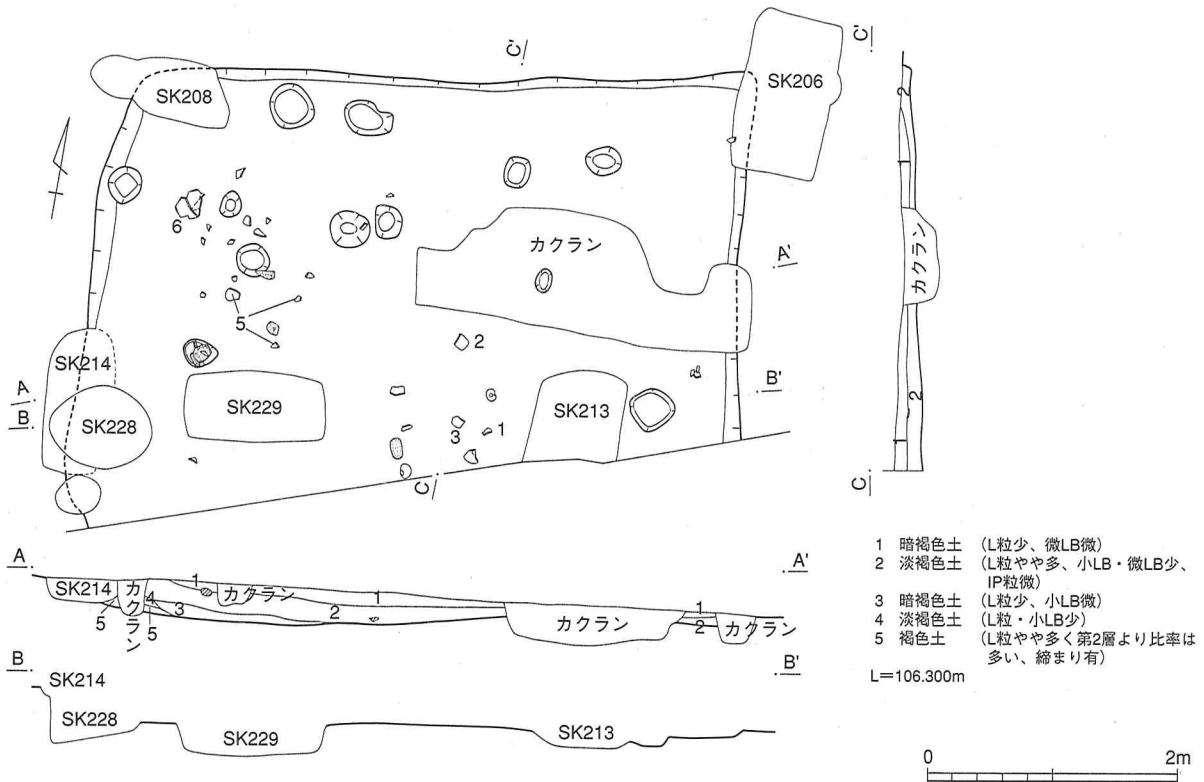 C'
C'
SK208
SK206
2
1
6
カクラン
A'
カクラン
5
2
SK214
A
B
SK228
SK229
SK213
B'
3
1
2
1
C
C
A
A'
SK214
カクラン
4
3
5
5
1
カクラン
2
1
カクラン
1
2
カクラン
B
B'
SK214
SK228
SK229
SK213
1 暗褐色土 (L粒少、微LB微)
2 淡褐色土 (L粒やや多、小LB・微LB少、
IP粒微)
3 暗褐色土 (L粒少、小LB微)
4 淡褐色土 (L粒・小LB少)
5 褐色土 (L粒やや多く第2層より比率は
多い、締まり有)
L=106.300m
0
2m